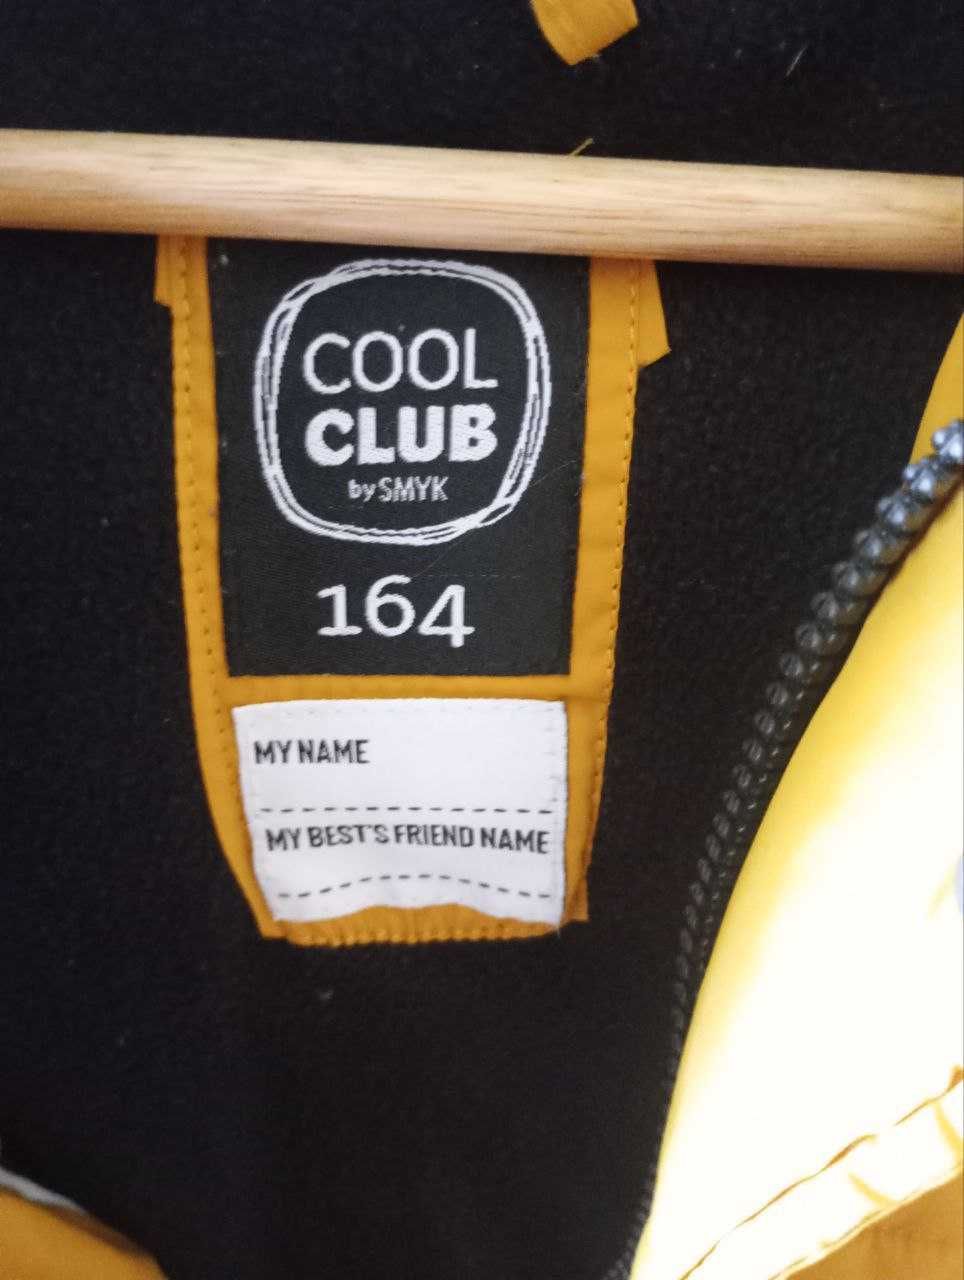 COOL
CLUB
by SMYK
164
MY NAME
MY BEST'S FRIEND NAME